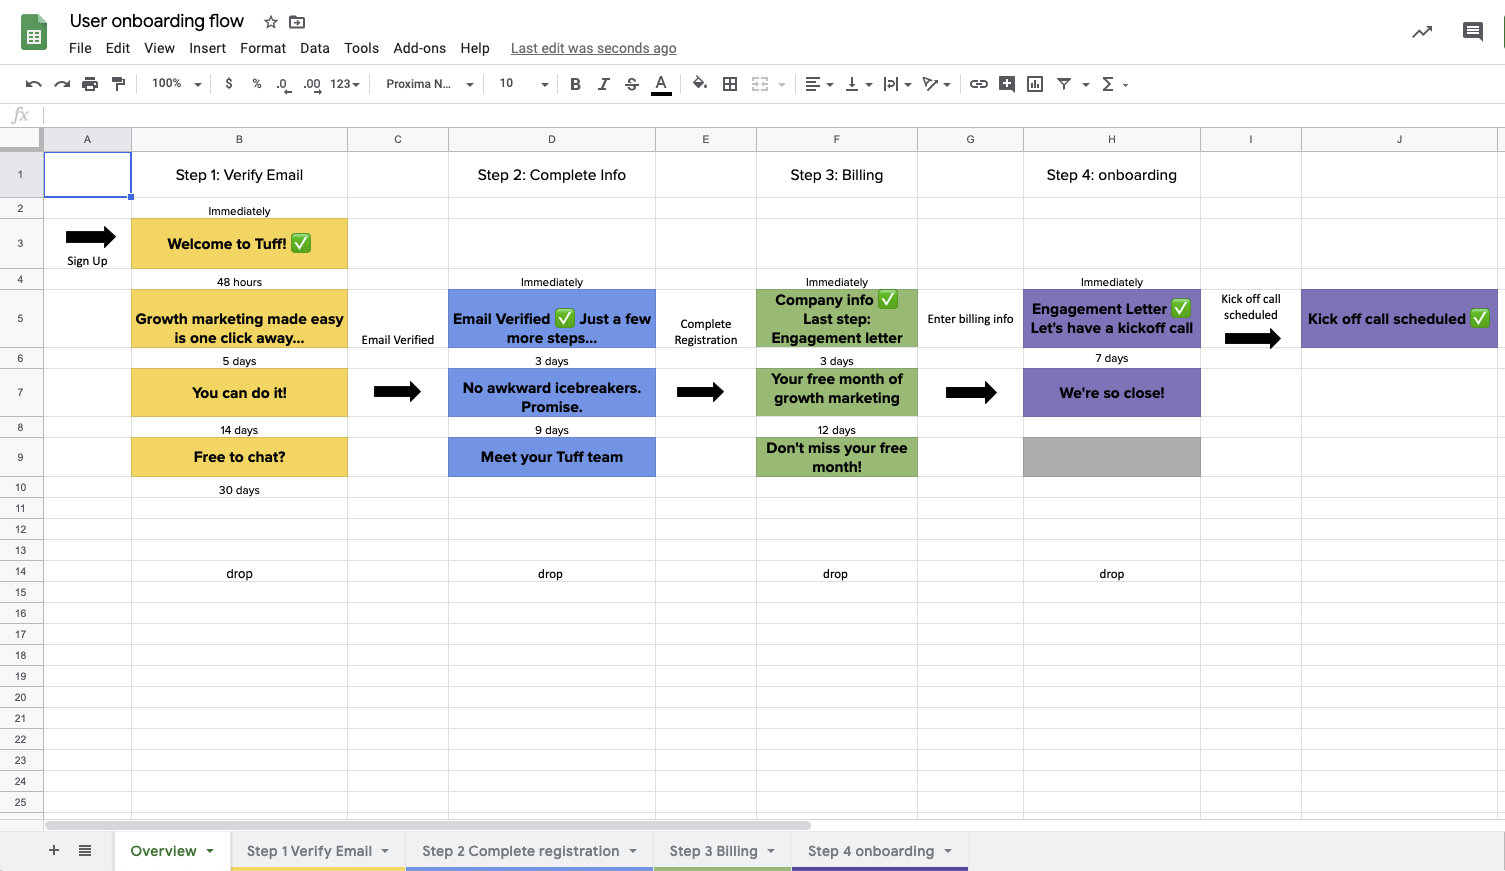 User onboarding flow
File Edit View Insert Format Data Tools Add-ons Help Last edit was seconds ago
100% $ % .0 .00 123 Proxima N... 10 B I S A Σ
fx
A B C D E F G H I J
1 Step 1: Verify Email Step 2: Complete Info Step 3: Billing Step 4: onboarding
2 Immediately
3 Welcome to Tuff! ✅
Sign Up
4 48 hours Immediately Immediately Immediately
5
Growth marketing made easy
is one click away...
Email Verified
Email Verified ✅ Just a few
more steps...
Complete
Registration
Company info ✅
Last step:
Engagement letter
Enter billing info
Engagement Letter ✅
Let's have a kickoff call
Kick off call
scheduled
Kick off call scheduled ✅
6 5 days 3 days 3 days 7 days
7 You can do it!
No awkward icebreakers.
Promise.
Your free month of
growth marketing
We're so close!
8 14 days 9 days 12 days
9 Free to chat? Meet your Tuff team
Don't miss your free
month!
10 30 days
11
12
13
14 drop drop drop drop
15
16
17
18
19
20
21
22
23
24
25
+ Overview Step 1 Verify Email Step 2 Complete registration Step 3 Billing Step 4 onboarding